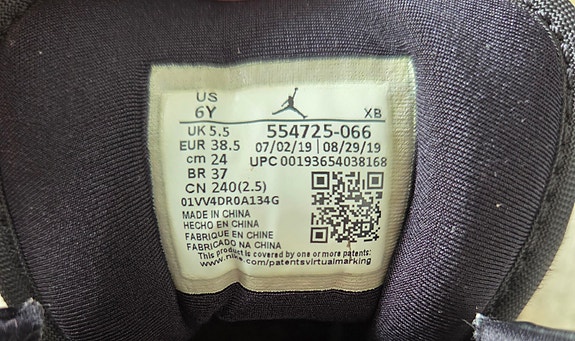 US
6Y
XB
UK 5.5
554725-066
EUR 38.5
07/02/19 08/29/19
cm 24
UPC 00193654038168
BR 37
CN 240(2.5)
01VV4DR0A134G
MADE IN CHINA
HECHO EN CHINA
FABRIQUE EN CHINE
FABRICADO NA CHINA
This product is covered by one or more patents:
www.nike.com/patentsvirtualmarking